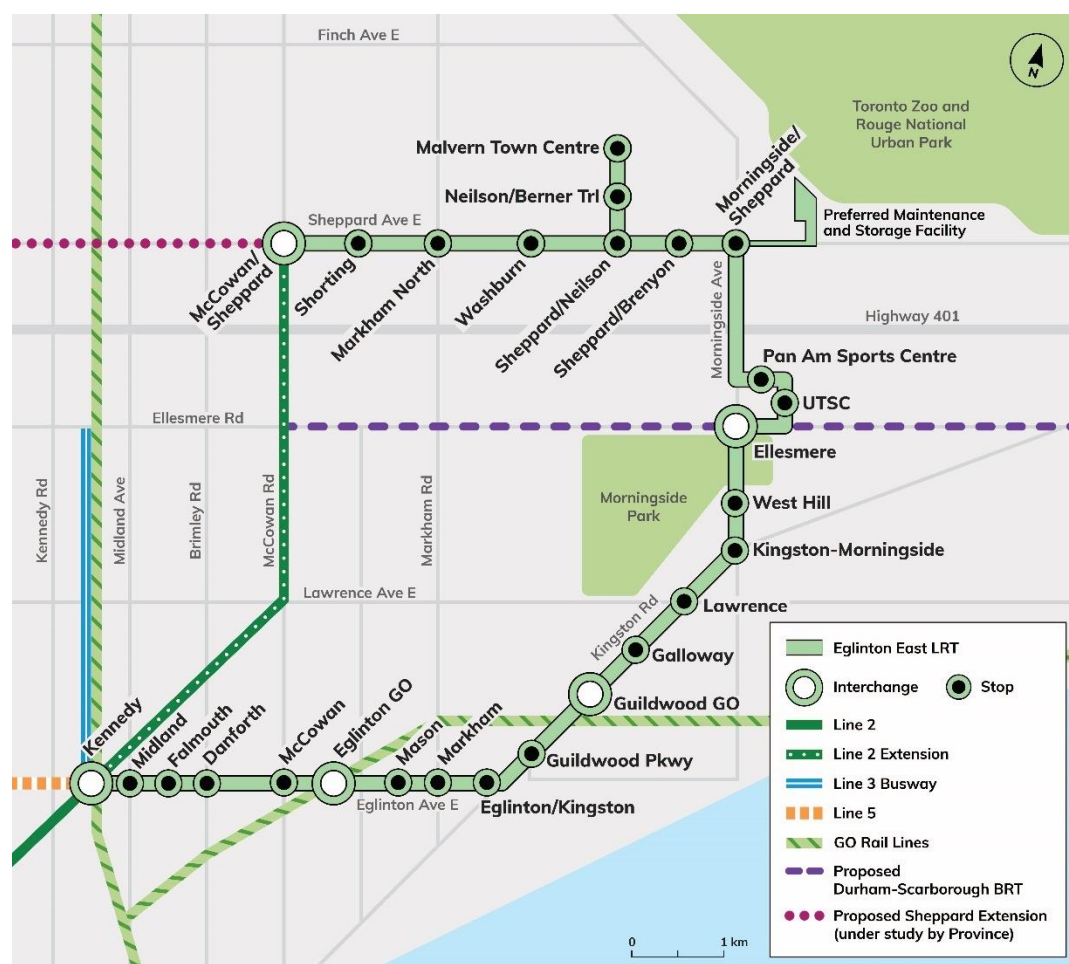 Finch Ave E
N
Toronto Zoo and
Rouge National
Urban Park
Malvern Town Centre
Neilson/Berner Trl
Morningside/
Sheppard
Preferred Maintenance
and Storage Facility
Sheppard Ave E
McCowan/
Sheppard
Shorting
Markham North
Washburn
Sheppard/Neilson
Sheppard/Brenyon
Morningside Ave
Highway 401
Pan Am Sports Centre
UTSC
Ellesmere Rd
Ellesmere
Kennedy Rd
Midland Ave
Brimley Rd
McCowan Rd
Markham Rd
Morningside
Park
West Hill
Kingston-Morningside
Lawrence Ave E
Lawrence
Kingston Rd
Galloway
Guildwood GO
Guildwood Pkwy
Kennedy
Midland
Falmouth
Danforth
McCowan
Eglinton GO
Mason
Markham
Eglinton Ave E
Eglinton/Kingston
Eglinton East LRT
Interchange
Stop
Line 2
Line 2 Extension
Line 3 Busway
Line 5
GO Rail Lines
Proposed
Durham-Scarborough BRT
Proposed Sheppard Extension
(under study by Province)
0 1 km